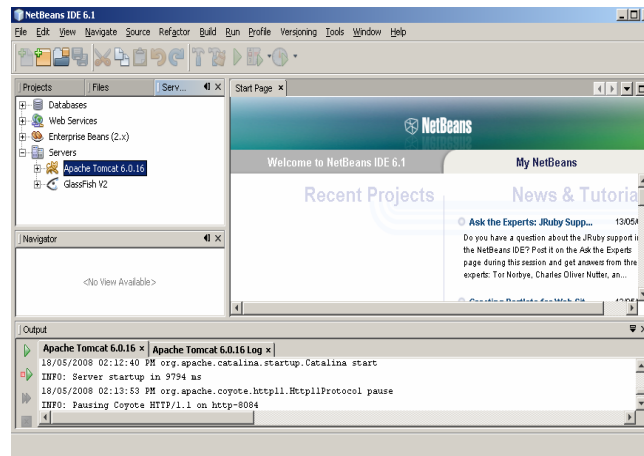 NetBeans IDE 6.1
File Edit View Navigate Source Refactor Build Run Profile Versioning Tools Window Help
Projects Files Serv... Start Page
Databases
Web Services
Enterprise Beans (2.x)
Servers
Apache Tomcat 6.0.16
GlassFish V2
Navigator
<No View Available>
NetBeans
Welcome to NetBeans IDE 6.1 My NetBeans
Recent Projects News & Tutoria
Ask the Experts: JRuby Supp... 13/05/
Do you have a question about the JRuby support i
the NetBeans IDE? Post it on the Ask the Experts
page during this session and get answers from thre
experts: Tor Norbye, Charles Oliver Nutter, an...
Output
Apache Tomcat 6.0.16 × Apache Tomcat 6.0.16 Log ×
18/05/2008 02:12:40 PM org.apache.catalina.startup.Catalina start
INFO: Server startup in 9794 ms
18/05/2008 02:13:53 PM org.apache.coyote.http11.Http11Protocol pause
INFO: Pausing Coyote HTTP/1.1 on http-8084